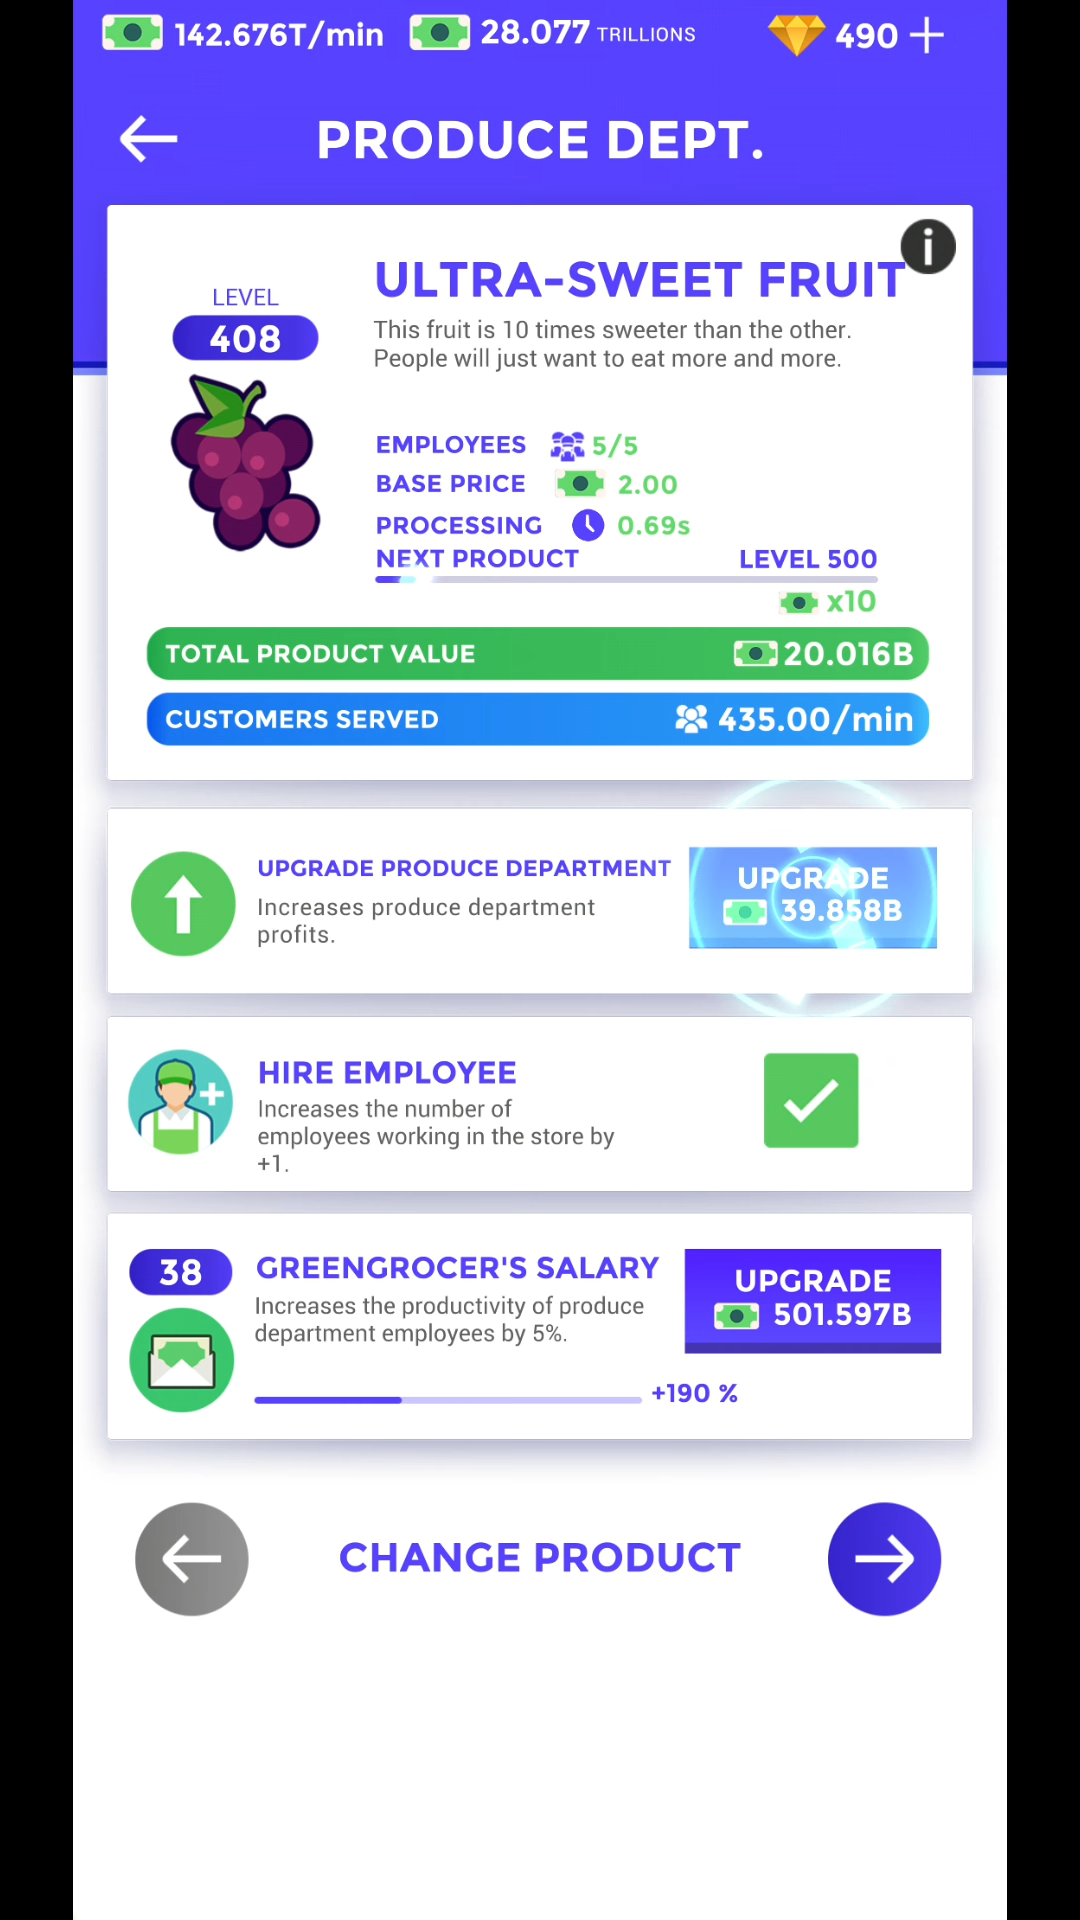 142.676T/min 28.077 TRILLIONS 490
PRODUCE DEPT.
i
ULTRA-SWEET FRUIT
LEVEL
408
This fruit is 10 times sweeter than the other.
People will just want to eat more and more.
EMPLOYEES 5/5
BASE PRICE 2.00
PROCESSING 0.69s
NEXT PRODUCT LEVEL 500
x10
TOTAL PRODUCT VALUE 20.016B
CUSTOMERS SERVED 435.00/min
UPGRADE PRODUCE DEPARTMENT
Increases produce department
profits.
UPGRADE
39.858B
HIRE EMPLOYEE
Increases the number of
employees working in the store by
+1.
38
GREENGROCER'S SALARY
Increases the productivity of produce
department employees by 5%.
UPGRADE
501.597B
+190 %
CHANGE PRODUCT